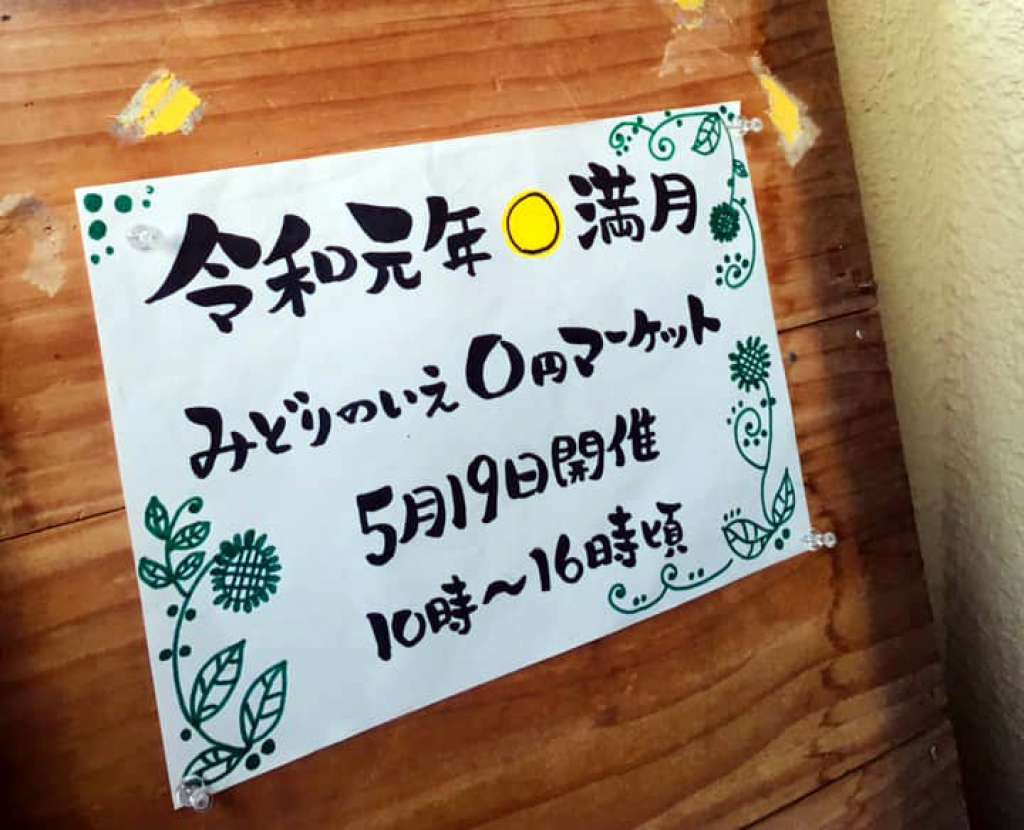 令和元年 満月
みどりのいえ0円マーケット
5月19日開催
10時〜16時頃